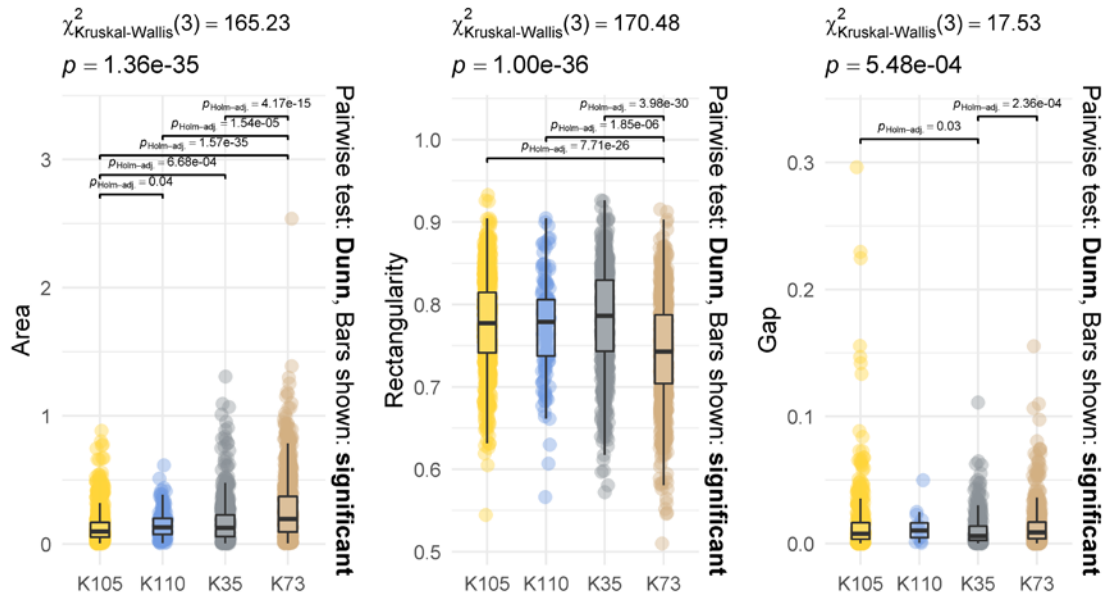 χ²Kruskal-Wallis(3) = 165.23
p = 1.36e-35
pHolm–adj. = 4.17e-15
pHolm–adj. = 1.54e-05
pHolm–adj. = 1.57e-35
pHolm–adj. = 6.68e-04
pHolm–adj. = 0.04
Area
3
2
1
0
K105 K110 K35 K73
Pairwise test: Dunn, Bars shown: significant
χ²Kruskal-Wallis(3) = 170.48
p = 1.00e-36
pHolm–adj. = 3.98e-30
pHolm–adj. = 1.85e-06
pHolm–adj. = 7.71e-26
Rectangularity
1.0
0.9
0.8
0.7
0.6
0.5
K105 K110 K35 K73
Pairwise test: Dunn, Bars shown: significant
χ²Kruskal-Wallis(3) = 17.53
p = 5.48e-04
pHolm–adj. = 2.36e-04
pHolm–adj. = 0.03
Gap
0.3
0.2
0.1
0.0
K105 K110 K35 K73
Pairwise test: Dunn, Bars shown: significant